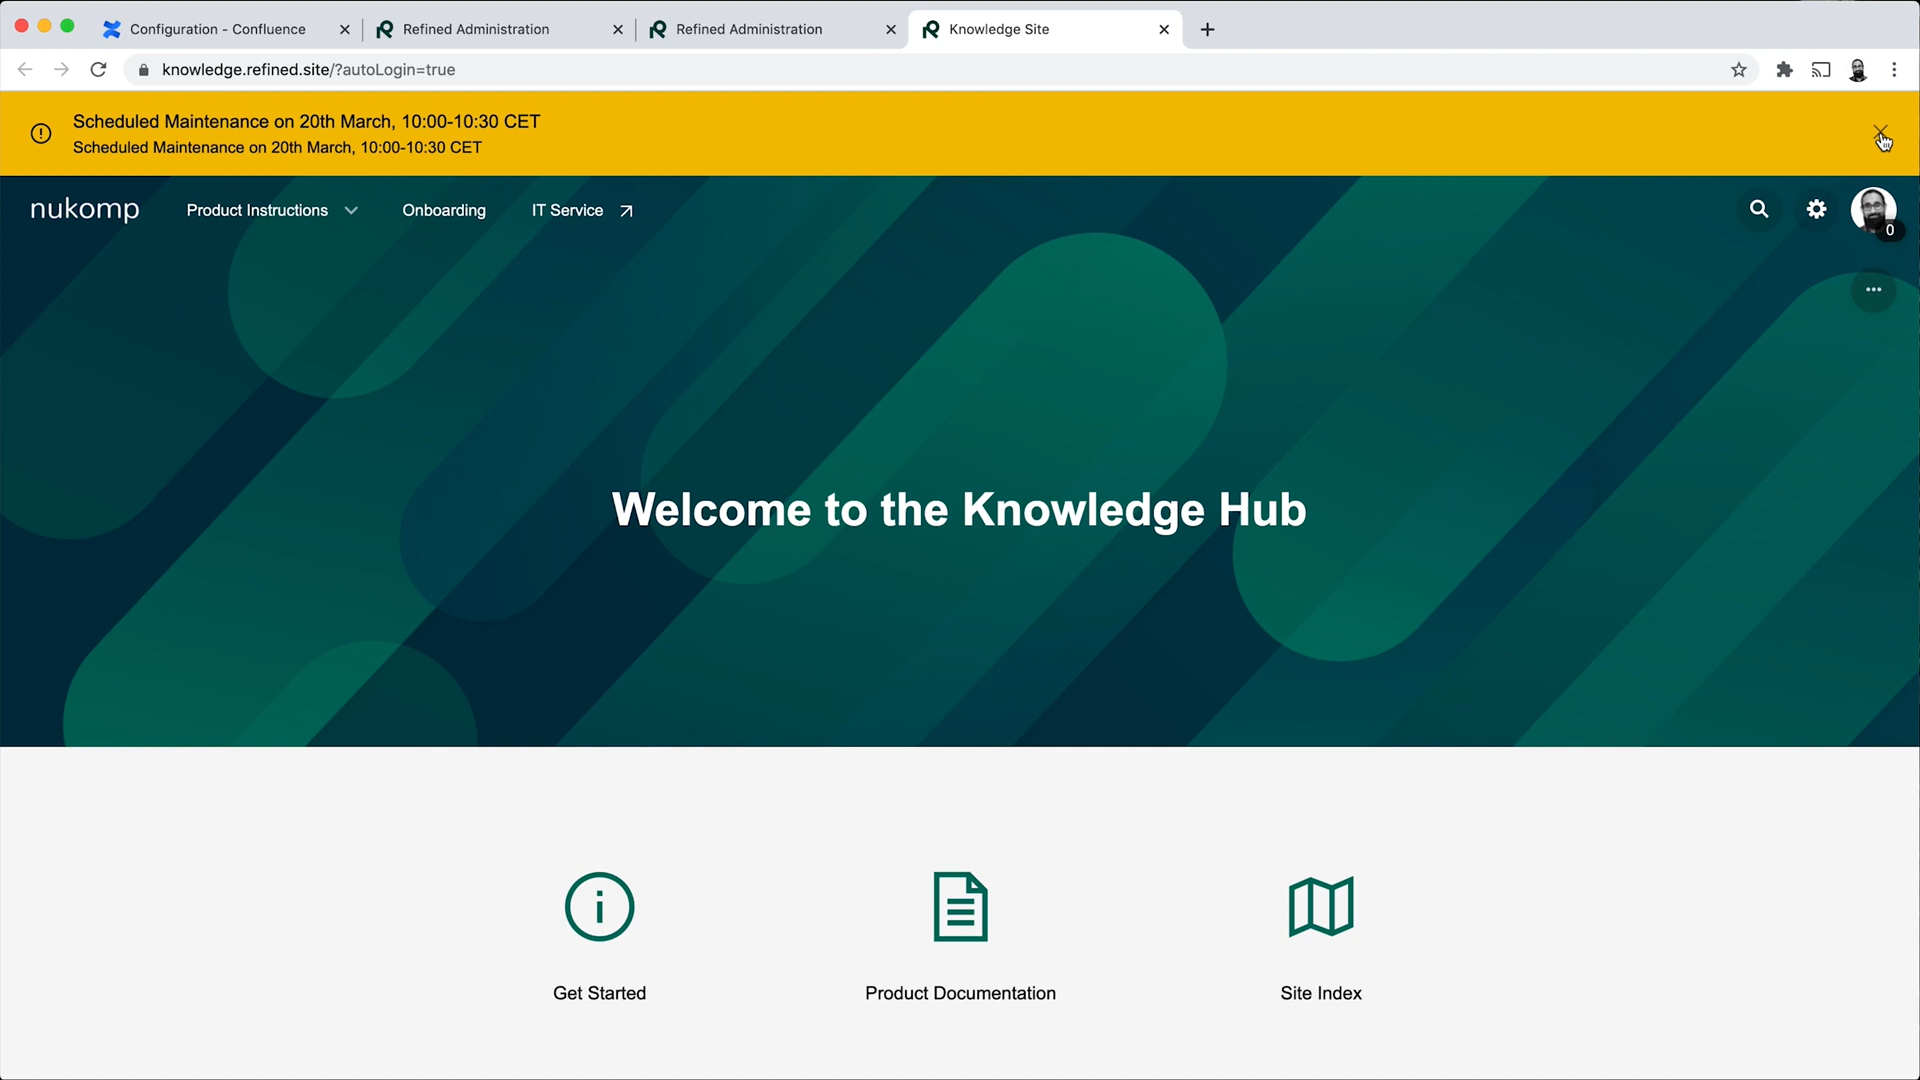 Configuration - Confluence
Refined Administration
Refined Administration
Knowledge Site
knowledge.refined.site/?autoLogin=true
Scheduled Maintenance on 20th March, 10:00-10:30 CET
Scheduled Maintenance on 20th March, 10:00-10:30 CET
nukomp
Product Instructions
Onboarding
IT Service
0
Welcome to the Knowledge Hub
Get Started
Product Documentation
Site Index